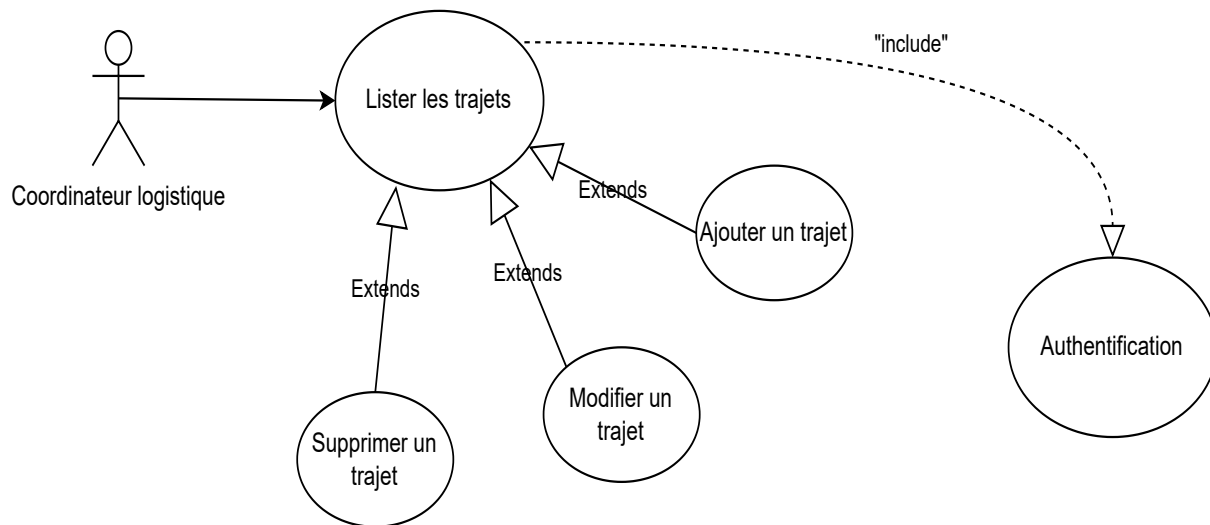 "include"
Lister les trajets
Coordinateur logistique
Extends
Ajouter un trajet
Extends
Extends
Authentification
Modifier un
trajet
Supprimer un
trajet